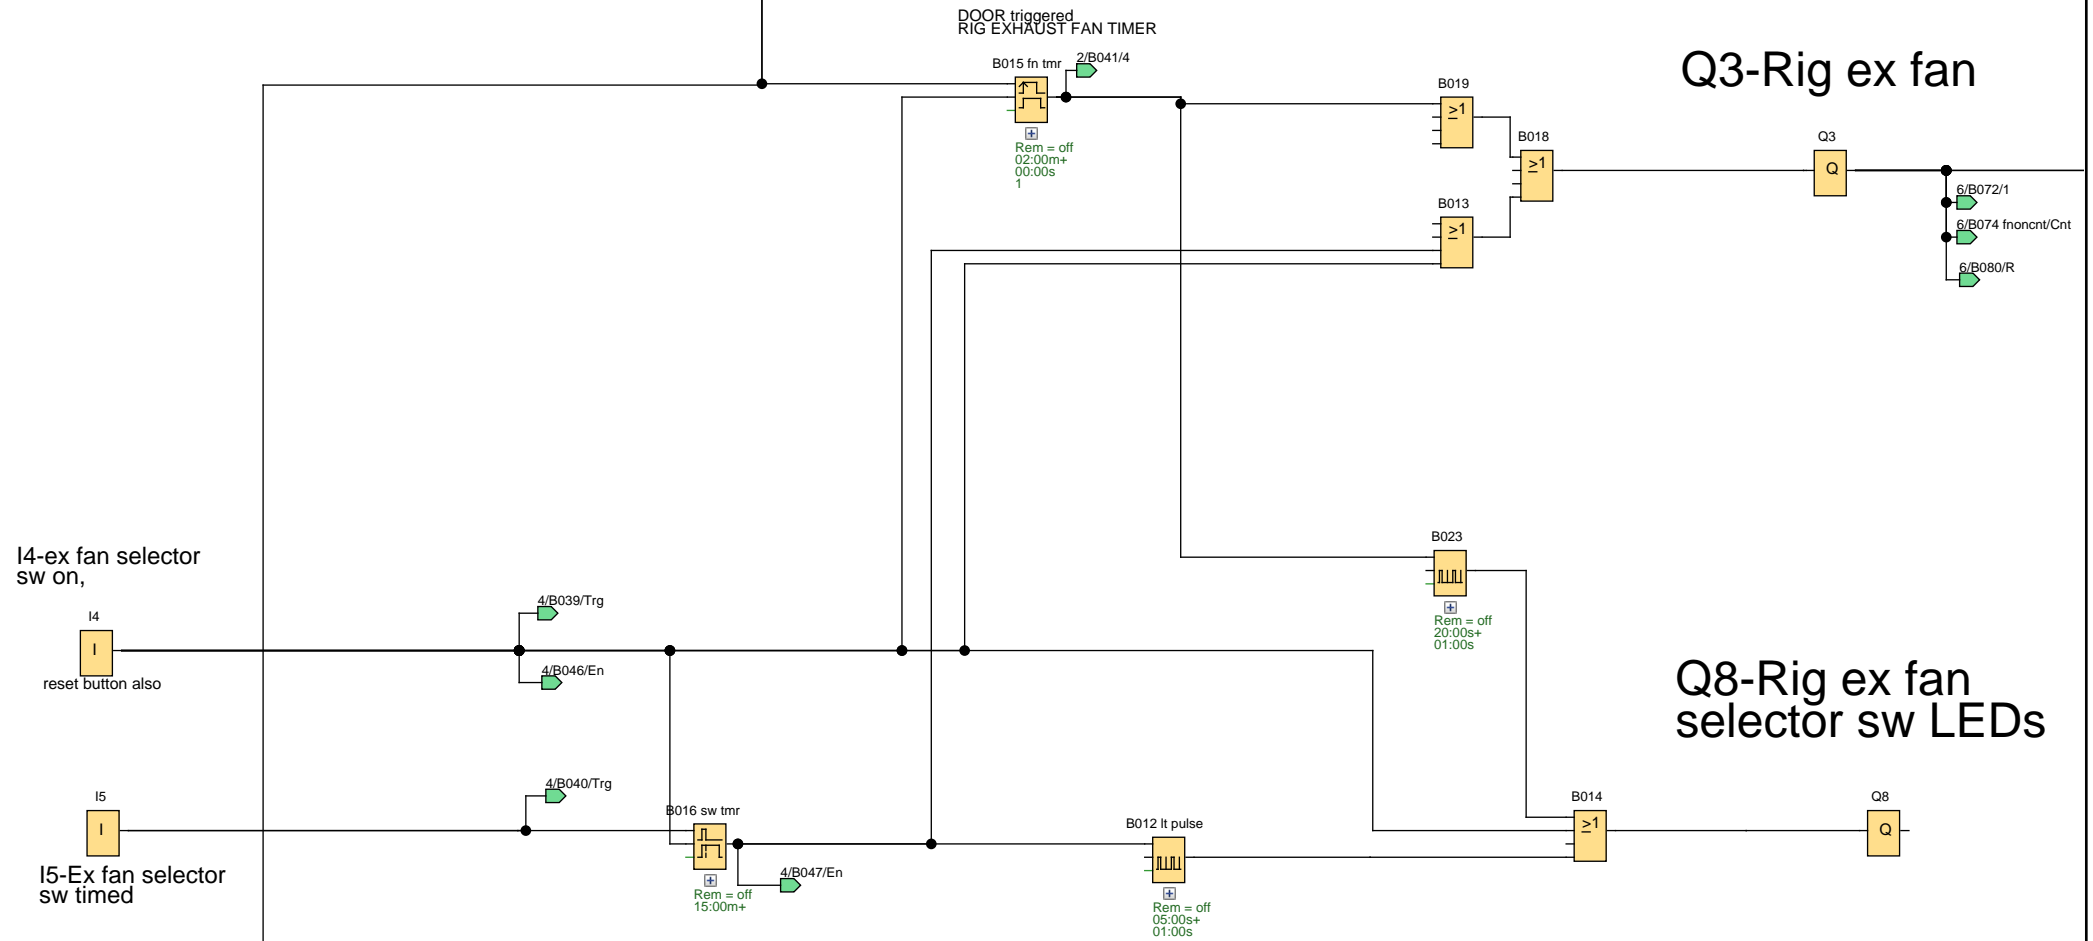 DOOR triggered
RIG EXHAUST FAN TIMER
B015 fn tmr
2/B041/4
Rem = off
02:00m+
00:00s
1
B019
≥1
B018
≥1
B013
≥1
Q3-Rig ex fan
Q3
Q
6/B072/1
6/B074 fnoncnt/Cnt
6/B080/R
I4-ex fan selector
sw on,
I4
I
reset button also
4/B039/Trg
4/B046/En
B023
Rem = off
20:00s+
01:00s
Q8-Rig ex fan
selector sw LEDs
I5
I
I5-Ex fan selector
sw timed
4/B040/Trg
B016 sw tmr
Rem = off
15:00m+
4/B047/En
B012 lt pulse
Rem = off
05:00s+
01:00s
B014
≥1
Q8
Q